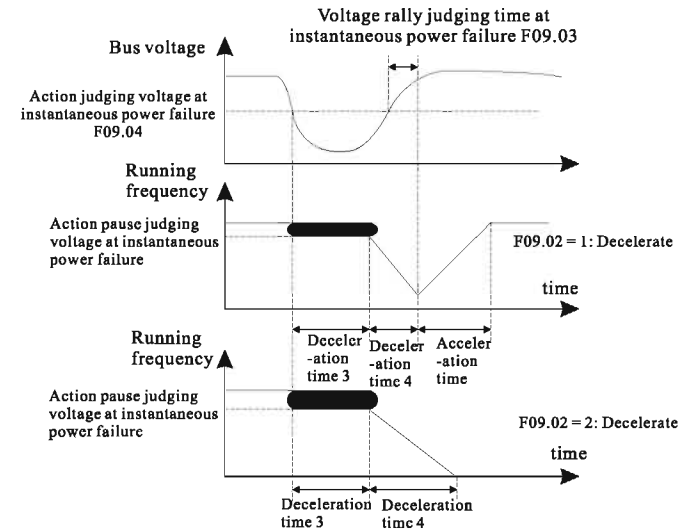 Voltage rally judging time at
instantaneous power failure F09.03
Bus voltage
Action judging voltage at
instantaneous power failure
F09.04
Running
frequency
Action pause judging
voltage at instantaneous
power failure
F09.02 = 1: Decelerate
time
Deceler
-ation
time 3
Deceler
-ation
time 4
Acceler
-ation
time
Running
frequency
Action pause judging
voltage at instantaneous
power failure
F09.02 = 2: Decelerate
time
Deceleration
time 3
Deceleration
time 4